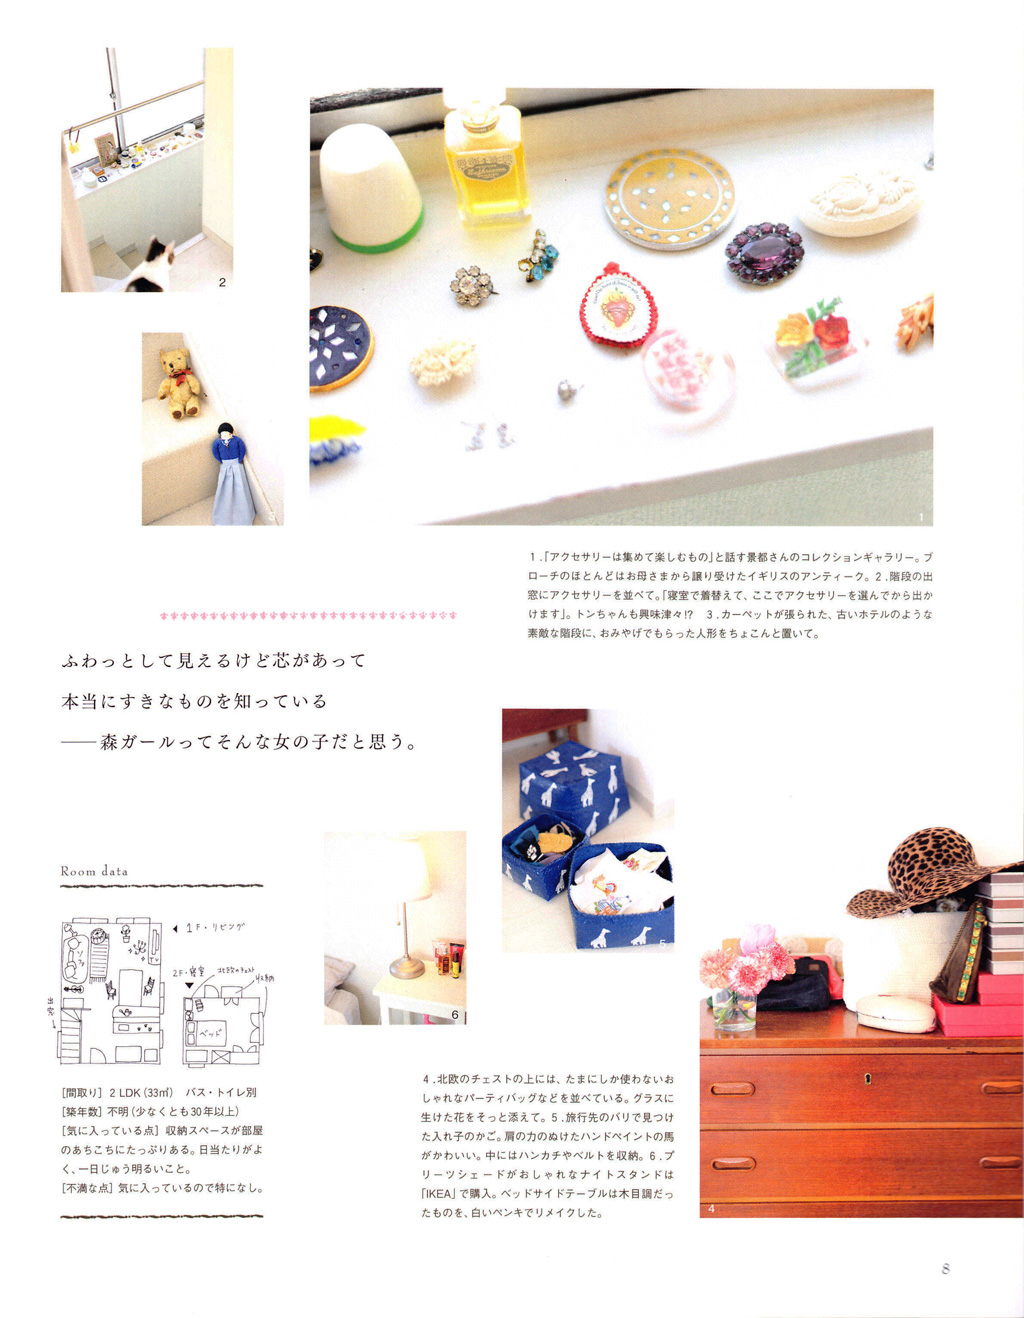 2
3
1
1.「アクセサリーは集めて楽しむもの」と話す景都さんのコレクションギャラリー。ブ
ローチのほとんどはお母さまから譲り受けたイギリスのアンティーク。2.階段の出
窓にアクセサリーを並べて。「寝室で着替えて、ここでアクセサリーを選んでから出か
けます」。トンちゃんも興味津々!? 3.カーペットが張られた、古いホテルのような
素敵な階段に、おみやげでもらった人形をちょこんと置いて。
ふわっとして見えるけど芯があって
本当にすきなものを知っている
──森ガールってそんな女の子だと思う。
Room data
1F・リビング
2F・寝室
北欧のチェスト
収納
ソファ
TV
出窓
ベッド
[間取り] 2 LDK(33㎡) バス・トイレ別
[築年数] 不明(少なくとも30年以上)
[気に入っている点] 収納スペースが部屋
のあちこちにたっぷりある。日当たりがよ
く、一日じゅう明るいこと。
[不満な点] 気に入っているので特になし。
6
5
4
4.北欧のチェストの上には、たまにしか使わないお
しゃれなパーティバッグなどを並べている。グラスに
生けた花をそっと添えて。5.旅行先のバリで見つけ
た入れ子のかご。肩の力のぬけたハンドペイントの馬
がかわいい。中にはハンカチやベルトを収納。6.プ
リーツシェードがおしゃれなナイトスタンドは
「IKEA」で購入。ベッドサイドテーブルは木目調だっ
たものを、白いペンキでリメイクした。
8